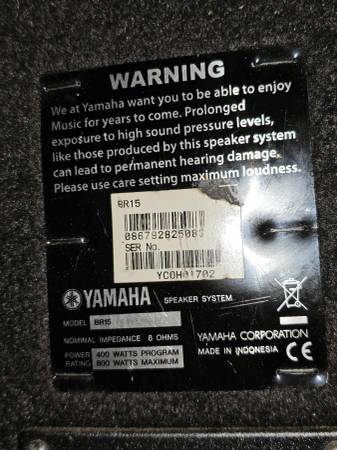 WARNING
We at Yamaha want you to be able to enjoy
Music for years to come. Prolonged
exposure to high sound pressure levels,
like those produced by this speaker system
can lead to permanent hearing damage.
Please use care setting maximum loudness.
BR15
SER No.
YCOH01702
YAMAHA SPEAKER SYSTEM
MODEL BR15
NOMINAL IMPEDANCE 8 OHMS
POWER 400 WATTS PROGRAM
RATING 800 WATTS MAXIMUM
YAMAHA CORPORATION
MADE IN INDONESIA CE